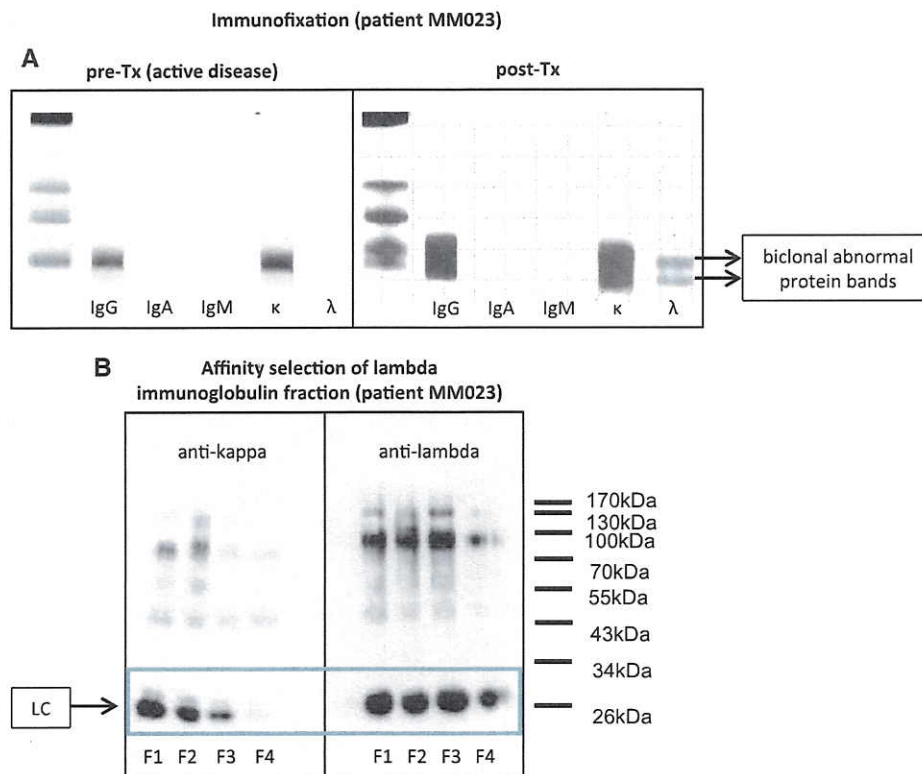 Immunofixation (patient MM023)
A
pre-Tx (active disease)
post-Tx
IgG IgA IgM κ λ
IgG IgA IgM κ λ
biclonal abnormal
protein bands
B
Affinity selection of lambda
immunoglobulin fraction (patient MM023)
anti-kappa
anti-lambda
170kDa
130kDa
100kDa
70kDa
55kDa
43kDa
34kDa
26kDa
LC
F1 F2 F3 F4
F1 F2 F3 F4